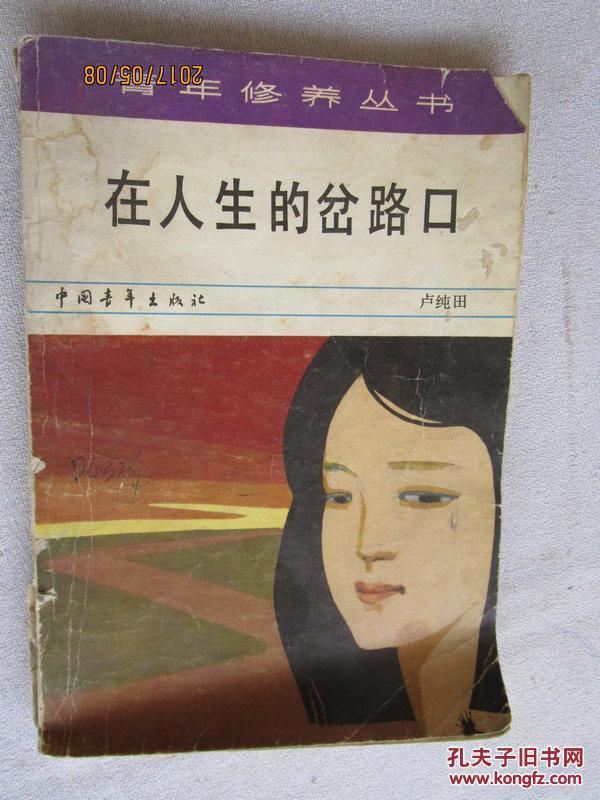 2017/05/08
青年修养丛书
在人生的岔路口
中国青年出版社
卢纯田
孔夫子旧书网
www.kongfz.com